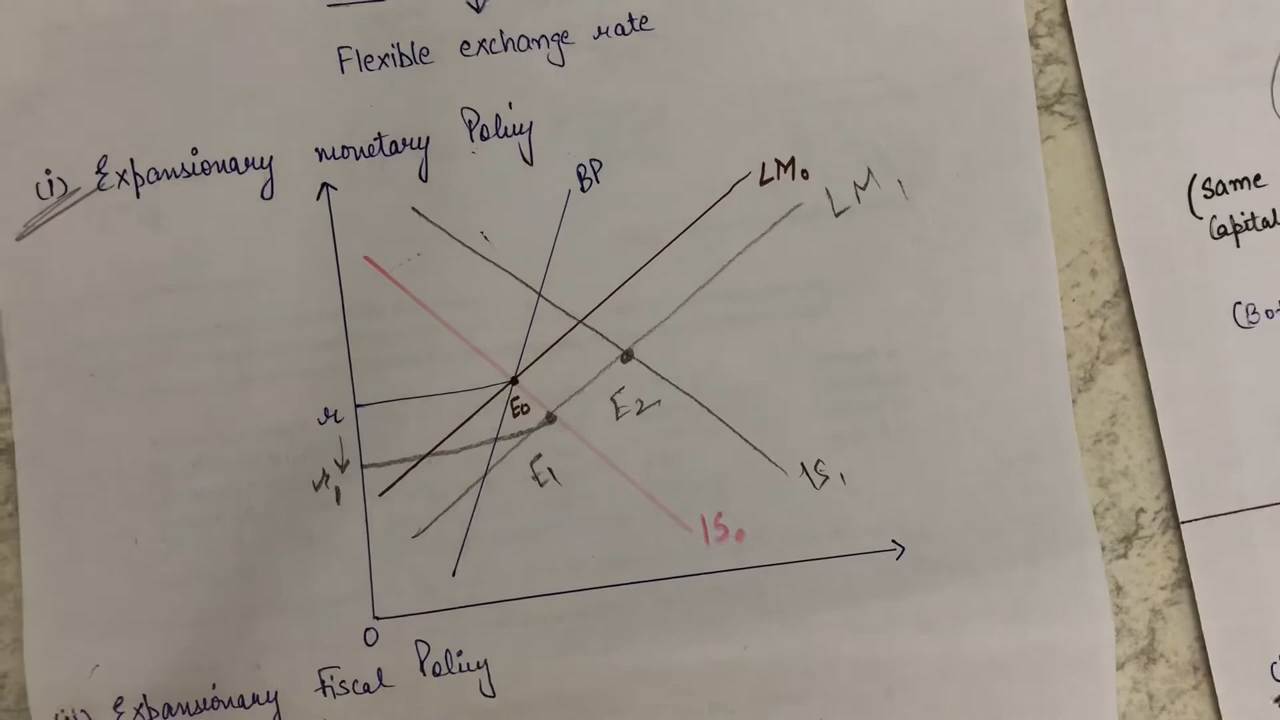 Flexible exchange rate
(i) Expansionary monetary Policy
BP
LM₀
LM₁
r
E₀
E₂
r₁
E₁
IS₁
IS₀
O
Expansionary Fiscal Policy
(Same
Capital